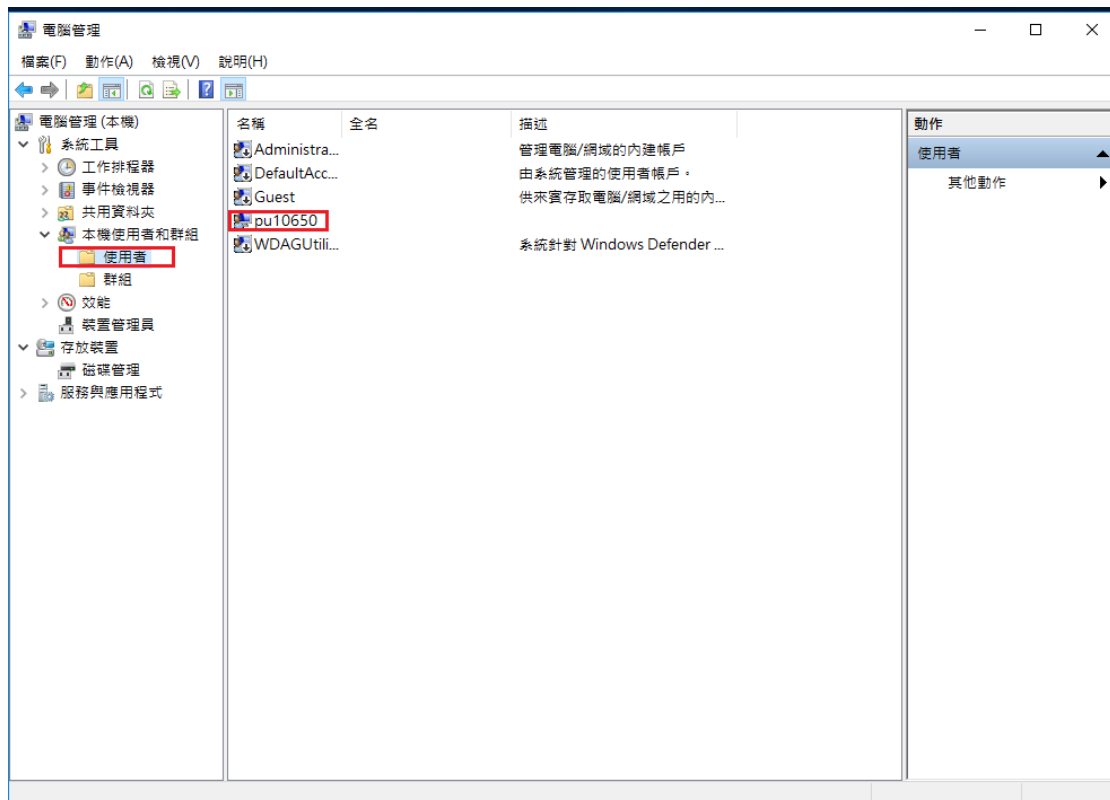 電腦管理
檔案(F) 動作(A) 檢視(V) 說明(H)
電腦管理 (本機)
系統工具
工作排程器
事件檢視器
共用資料夾
本機使用者和群組
使用者
群組
效能
裝置管理員
存放裝置
磁碟管理
服務與應用程式
名稱 全名 描述
Administra... 管理電腦/網域的內建帳戶
DefaultAcc... 由系統管理的使用者帳戶。
Guest 供來賓存取電腦/網域之用的內...
pu10650
WDAGUtili... 系統針對 Windows Defender ...
動作
使用者
其他動作